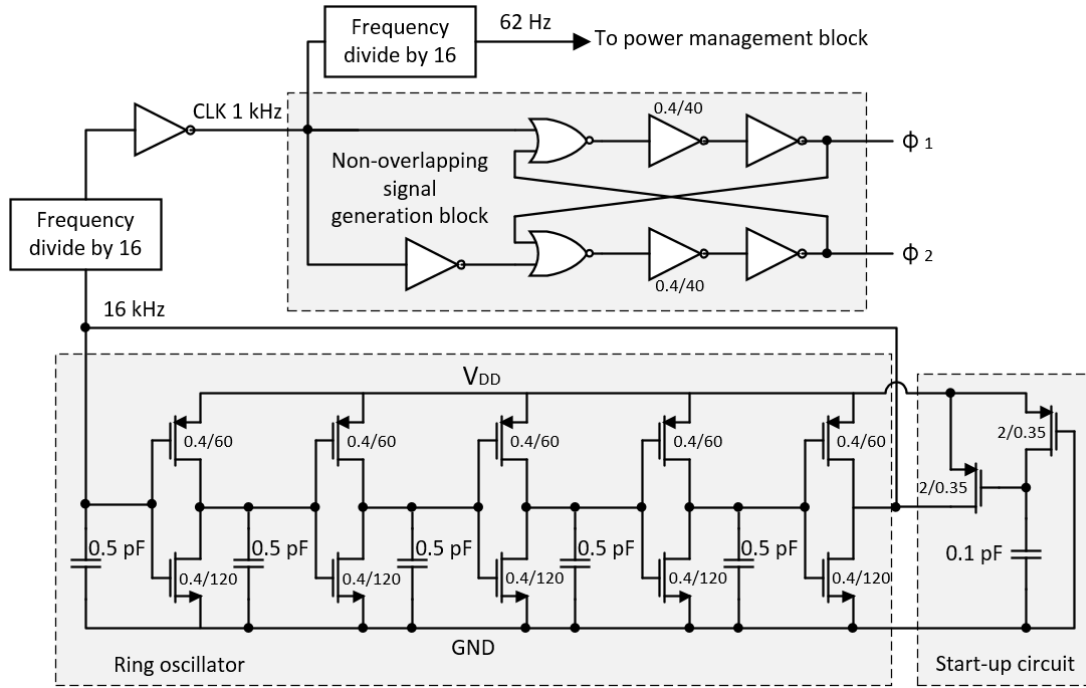 Frequency
divide by 16
62 Hz
To power management block
CLK 1 kHz
0.4/40
Φ 1
Non-overlapping
signal
generation block
Frequency
divide by 16
Φ 2
0.4/40
16 kHz
VDD
0.4/60
0.4/60
0.4/60
0.4/60
0.4/60
2/0.35
2/0.35
0.5 pF
0.5 pF
0.5 pF
0.5 pF
0.5 pF
0.1 pF
0.4/120
0.4/120
0.4/120
0.4/120
0.4/120
GND
Ring oscillator
Start-up circuit